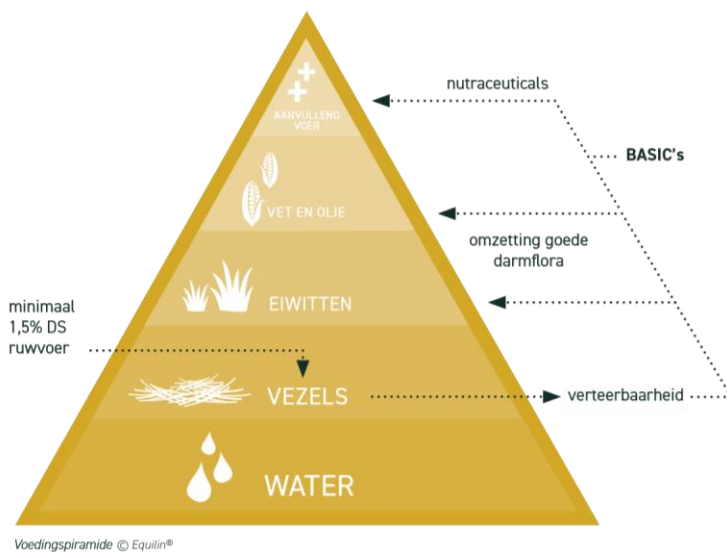 nutraceuticals
AANVULLEND
VOER
BASIC's
VET EN OLIE
omzetting goede
darmflora
EIWITTEN
minimaal
1,5% DS
ruwvoer
VEZELS
verteerbaarheid
WATER
Voedingspiramide © Equilin®